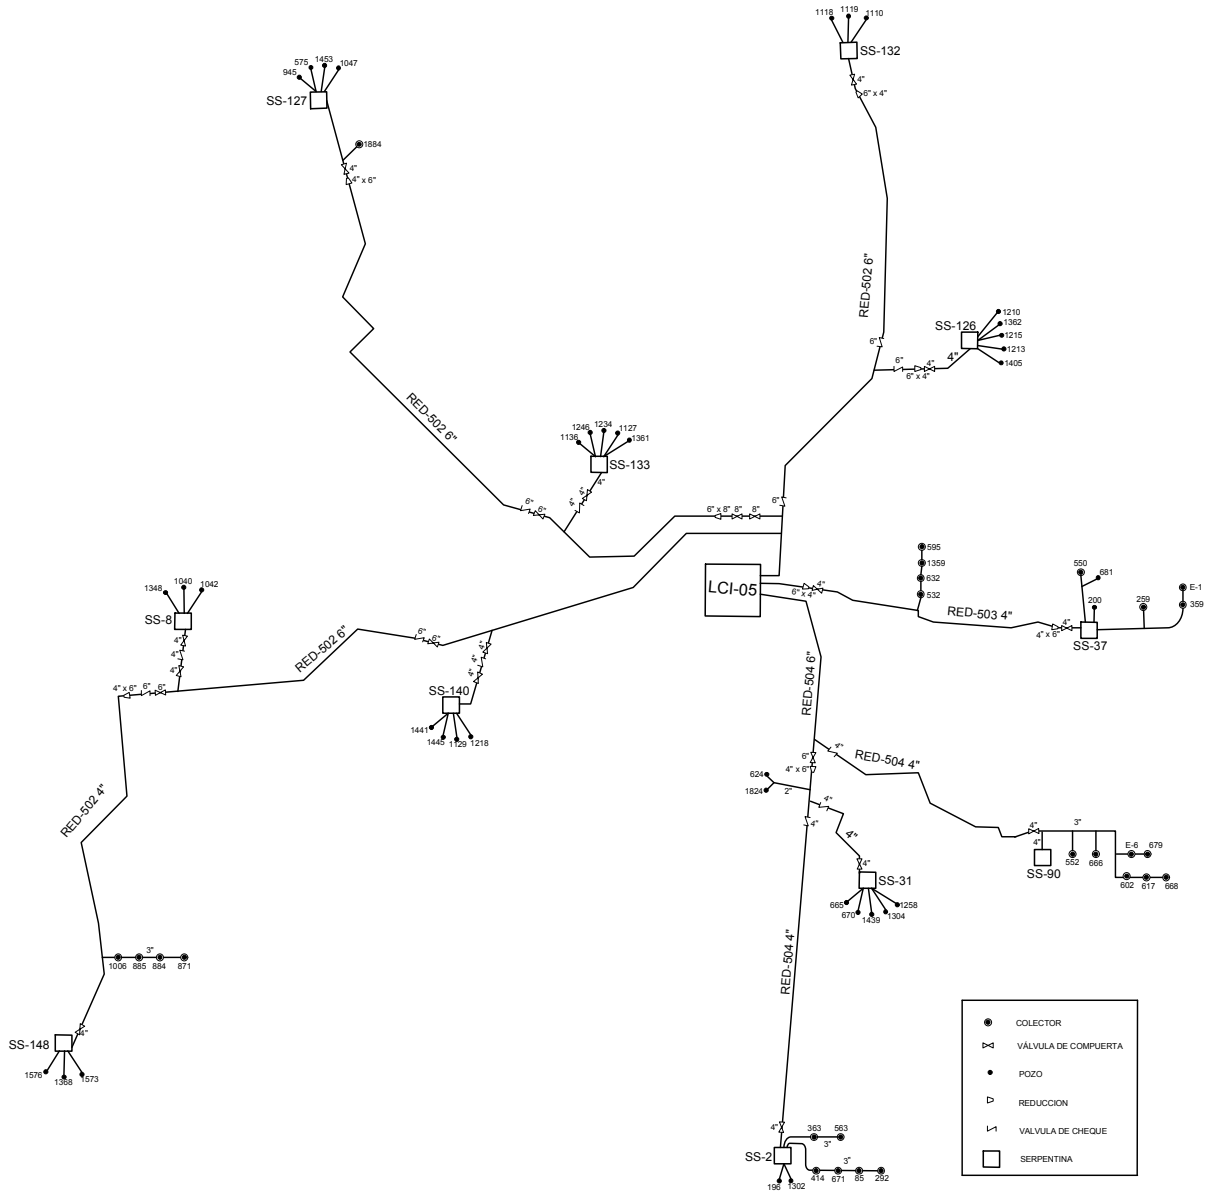 1118
1119
1110
SS-132
4"
6" x 4"
575
1453
1047
945
SS-127
1884
4"
4" x 6"
RED-502 6"
6"
SS-126
1210
1362
1215
1213
1405
4"
6"
4"
6" x 4"
RED-502 6"
1246
1234
1127
1136
1361
SS-133
4"
4"
4"
6"
6"
6"
6" x 8"
8"
8"
LCI-05
4"
6" x 4"
595
1359
632
532
RED-503 4"
550
681
200
259
E-1
359
4"
4" x 6"
SS-37
1348
1040
1042
SS-8
4"
4"
4"
4" x 6"
6"
6"
RED-502 6"
6"
6"
4"
4"
4"
SS-140
1441
1445
1129
1218
RED-504 6"
6"
4" x 6"
4"
RED-504 4"
624
1824
2"
4"
4"
4"
4"
SS-31
665
670
1439
1304
1258
4"
4"
3"
SS-90
552
666
E-6
679
602
617
668
RED-502 4"
3"
1006
885
884
871
4"
SS-148
1576
1368
1573
RED-504 4"
4"
SS-2
363
563
3"
3"
414
671
85
292
196
1302
COLECTOR
VÁLVULA DE COMPUERTA
POZO
REDUCCION
VALVULA DE CHEQUE
SERPENTINA